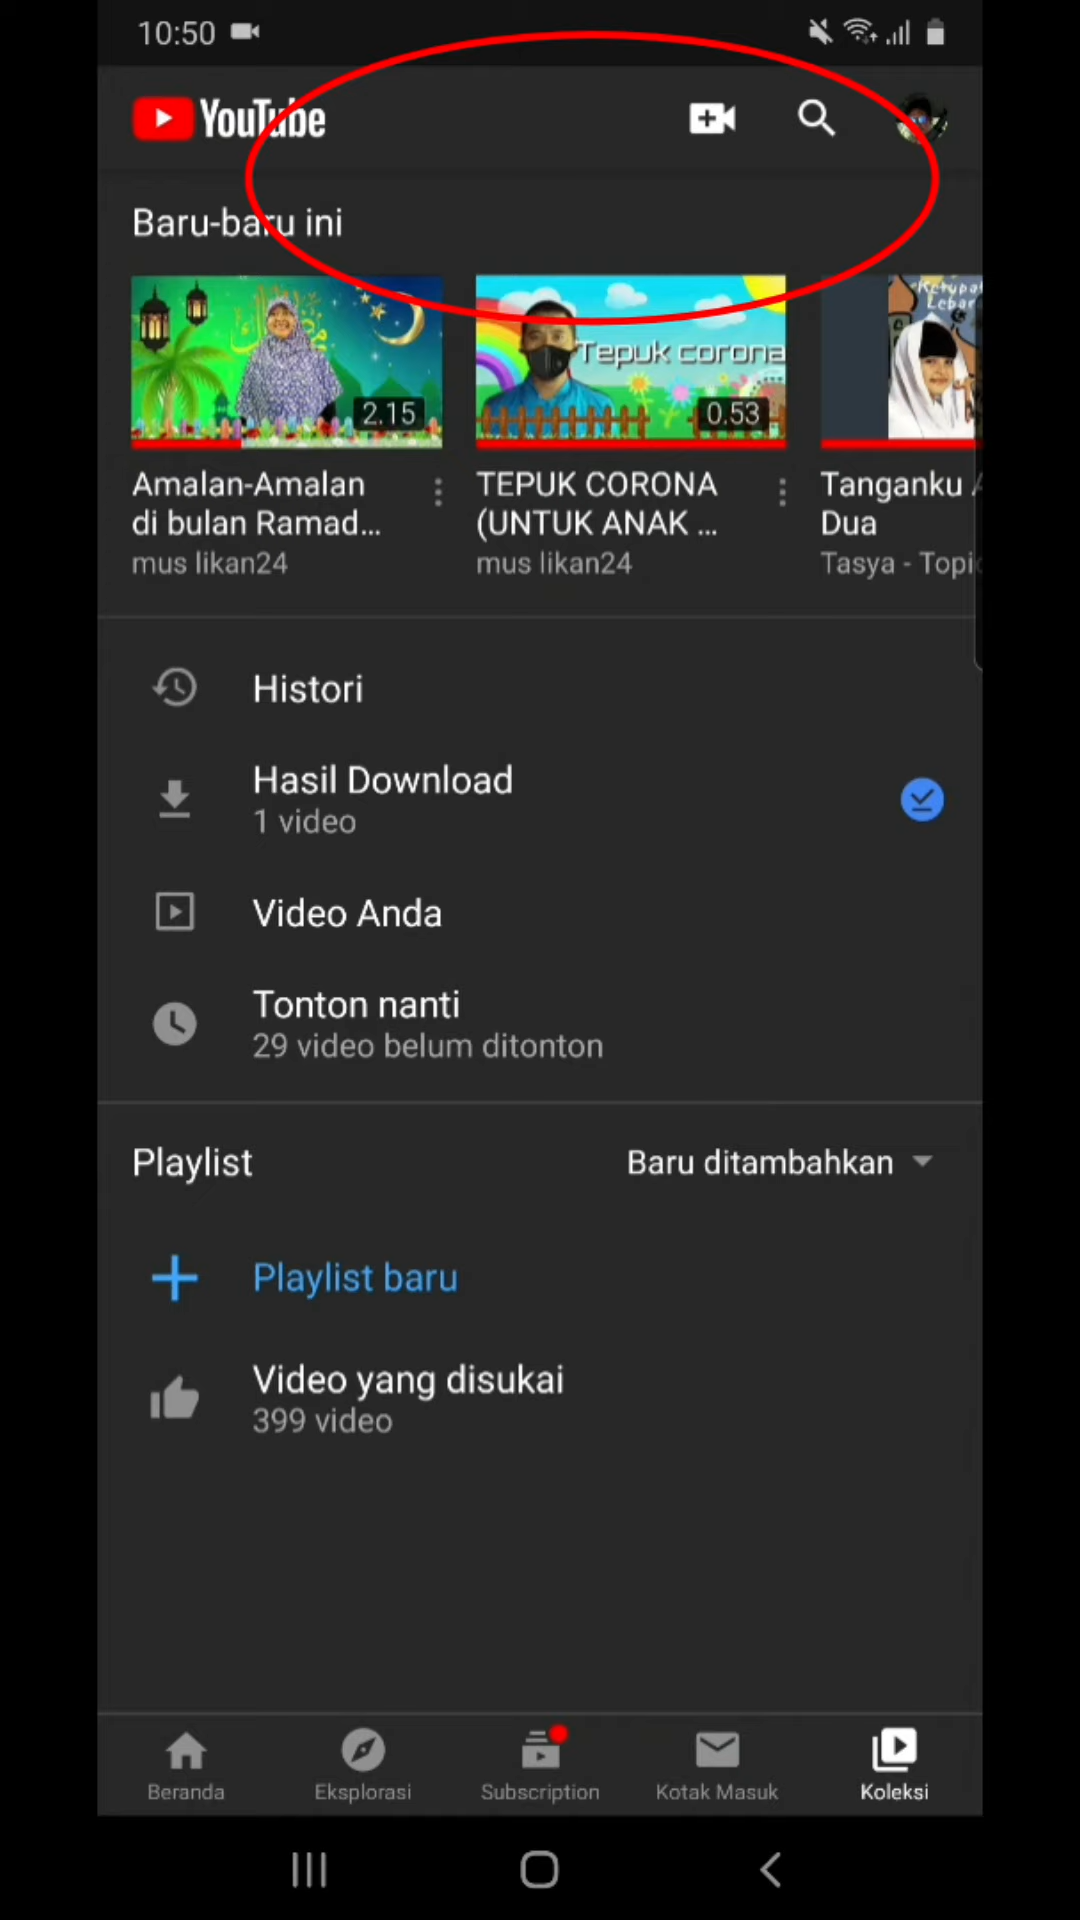 10:50
YouTube
Baru-baru ini
2.15
Tepuk corona
0.53
Ketupat
Lebar
Amalan-Amalan
di bulan Ramad...
mus likan24
TEPUK CORONA
(UNTUK ANAK ...
mus likan24
Tanganku
Dua
Tasya - Topi
Histori
Hasil Download
1 video
Video Anda
Tonton nanti
29 video belum ditonton
Playlist
Baru ditambahkan
Playlist baru
Video yang disukai
399 video
Beranda
Eksplorasi
Subscription
Kotak Masuk
Koleksi